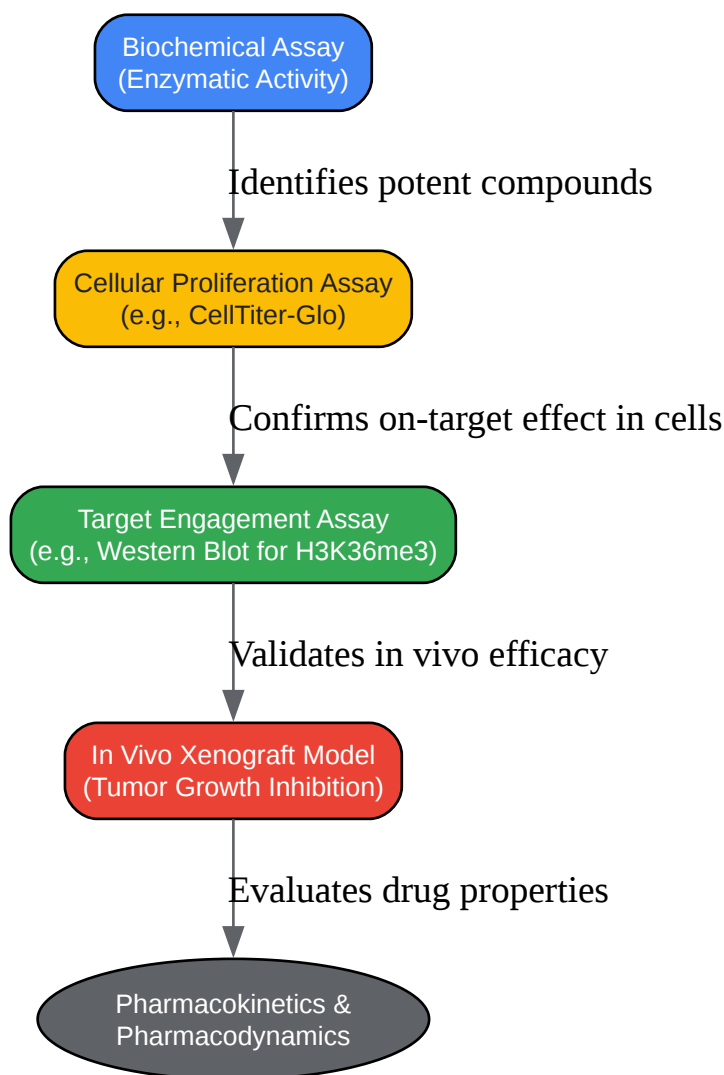 Biochemical Assay
(Enzymatic Activity)
Identifies potent compounds
Cellular Proliferation Assay
(e.g., CellTiter-Glo)
Confirms on-target effect in cells
Target Engagement Assay
(e.g., Western Blot for H3K36me3)
Validates in vivo efficacy
In Vivo Xenograft Model
(Tumor Growth Inhibition)
Evaluates drug properties
Pharmacokinetics &
Pharmacodynamics